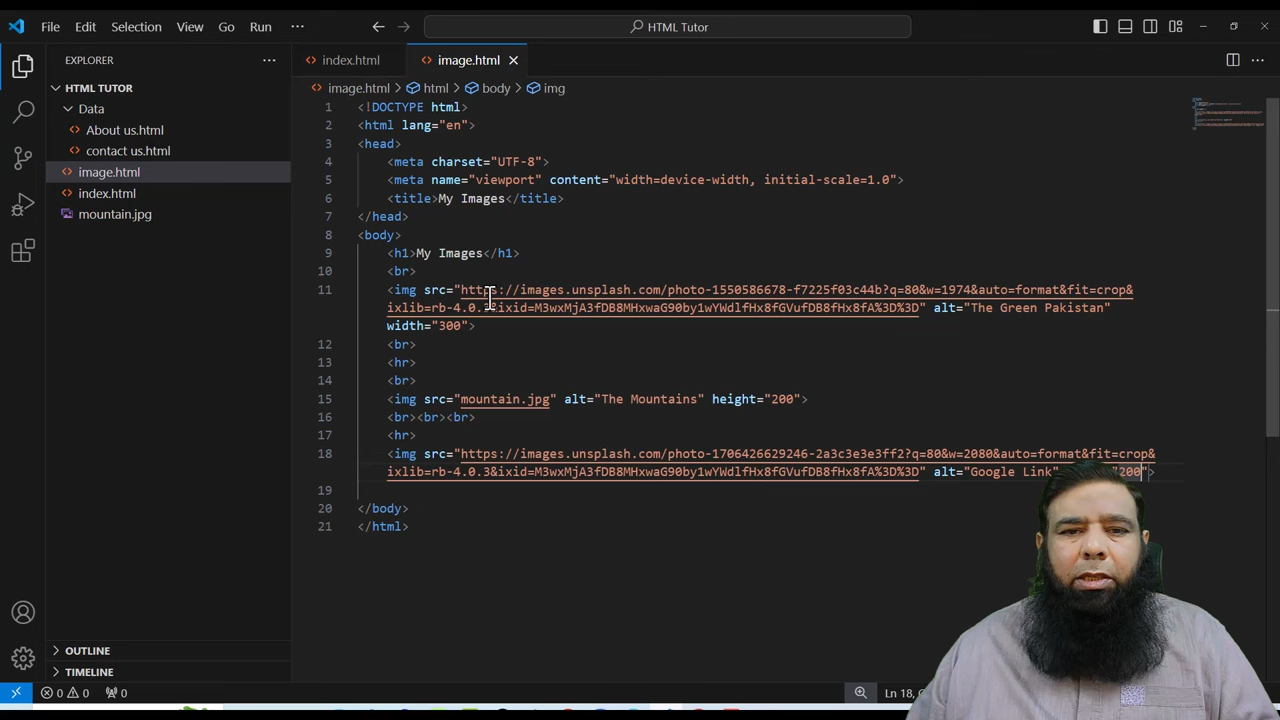 File Edit Selection View Go Run ··· HTML Tutor
EXPLORER ···
HTML TUTOR
Data
About us.html
contact us.html
image.html
index.html
mountain.jpg
OUTLINE
TIMELINE
index.html image.html
image.html > html > body > img
1 <!DOCTYPE html>
2 <html lang="en">
3 <head>
4 <meta charset="UTF-8">
5 <meta name="viewport" content="width=device-width, initial-scale=1.0">
6 <title>My Images</title>
7 </head>
8 <body>
9 <h1>My Images</h1>
10 <br>
11 <img src="https://images.unsplash.com/photo-1550586678-f7225f03c44b?q=80&w=1974&auto=format&fit=crop&
ixlib=rb-4.0.3&ixid=M3wxMjA3fDB8MHxwaG90by1wYWdlfHx8fGVufDB8fHx8fA%3D%3D" alt="The Green Pakistan"
width="300">
12 <br>
13 <hr>
14 <br>
15 <img src="mountain.jpg" alt="The Mountains" height="200">
16 <br><br><br>
17 <hr>
18 <img src="https://images.unsplash.com/photo-1706426629246-2a3c3e3e3ff2?q=80&w=2080&auto=format&fit=crop&
ixlib=rb-4.0.3&ixid=M3wxMjA3fDB8MHxwaG90by1wYWdlfHx8fGVufDB8fHx8fA%3D%3D" alt="Google Link" "200">
19
20 </body>
21 </html>
0 0 0 Ln 18,